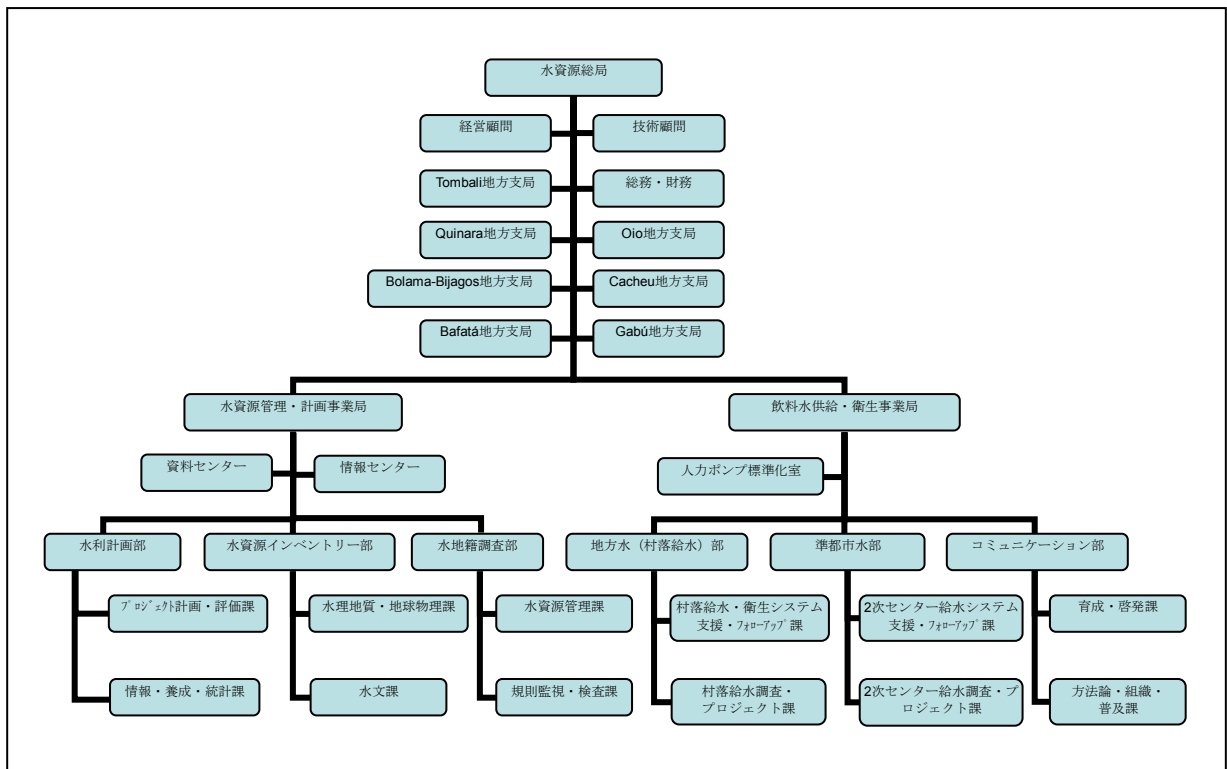 水資源総局
経営顧問
技術顧問
Tombali地方支局
総務・財務
Quinara地方支局
Oio地方支局
Bolama-Bijagos地方支局
Cacheu地方支局
Bafatá地方支局
Gabú地方支局
水資源管理・計画事業局
飲料水供給・衛生事業局
資料センター
情報センター
人力ポンプ標準化室
水利計画部
水資源インベントリー部
水地籍調査部
地方水（村落給水）部
準都市水部
コミュニケーション部
ﾌﾟﾛｼﾞｪｸﾄ計画・評価課
水理地質・地球物理課
水資源管理課
村落給水・衛生システム
支援・ﾌｫﾛｰｱｯﾌﾟ課
2次センター給水システム
支援・ﾌｫﾛｰｱｯﾌﾟ課
育成・啓発課
情報・養成・統計課
水文課
規則監視・検査課
村落給水調査・
プロジェクト課
2次センター給水調査・プ
ロジェクト課
方法論・組織・
普及課